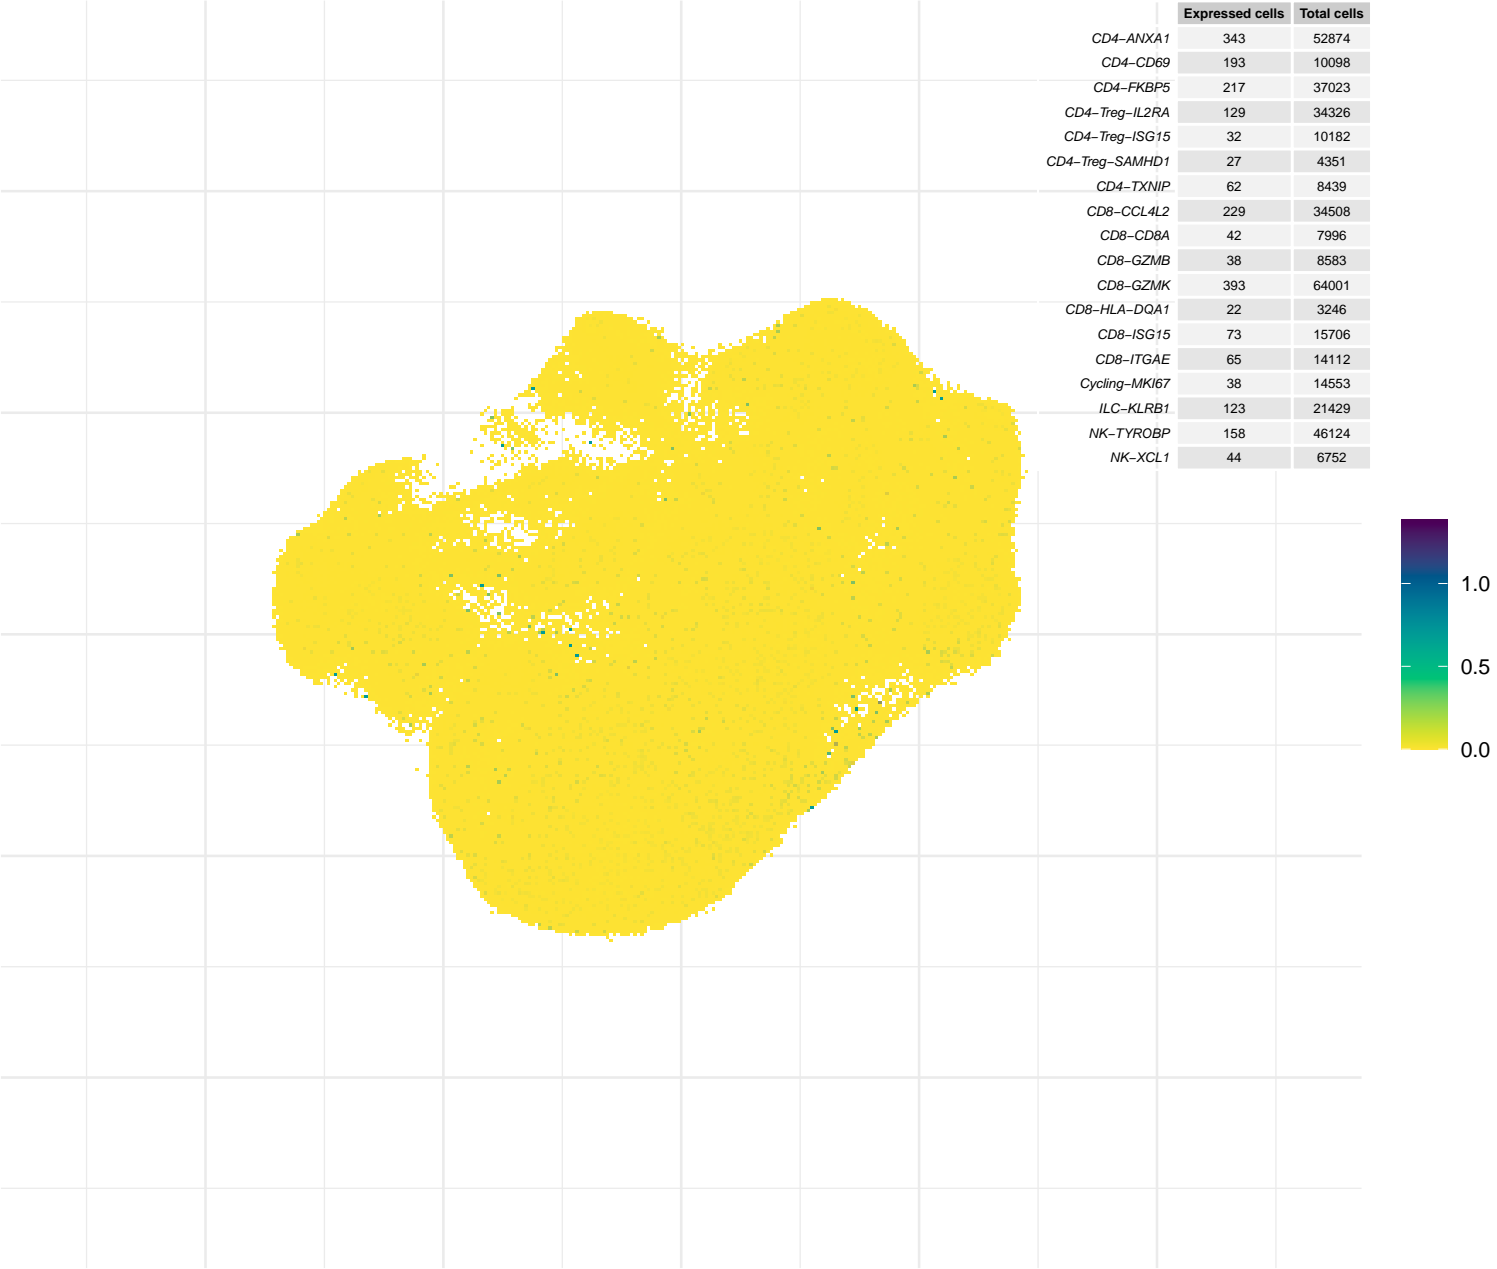 Expressed cells Total cells
CD4−ANXA1 343 52874
CD4−CD69 193 10098
CD4−FKBP5 217 37023
CD4−Treg−IL2RA 129 34326
CD4−Treg−ISG15 32 10182
CD4−Treg−SAMHD1 27 4351
CD4−TXNIP 62 8439
CD8−CCL4L2 229 34508
CD8−CD8A 42 7996
CD8−GZMB 38 8583
CD8−GZMK 393 64001
CD8−HLA−DQA1 22 3246
CD8−ISG15 73 15706
CD8−ITGAE 65 14112
Cycling−MKI67 38 14553
ILC−KLRB1 123 21429
NK−TYROBP 158 46124
NK−XCL1 44 6752
1.0
0.5
0.0